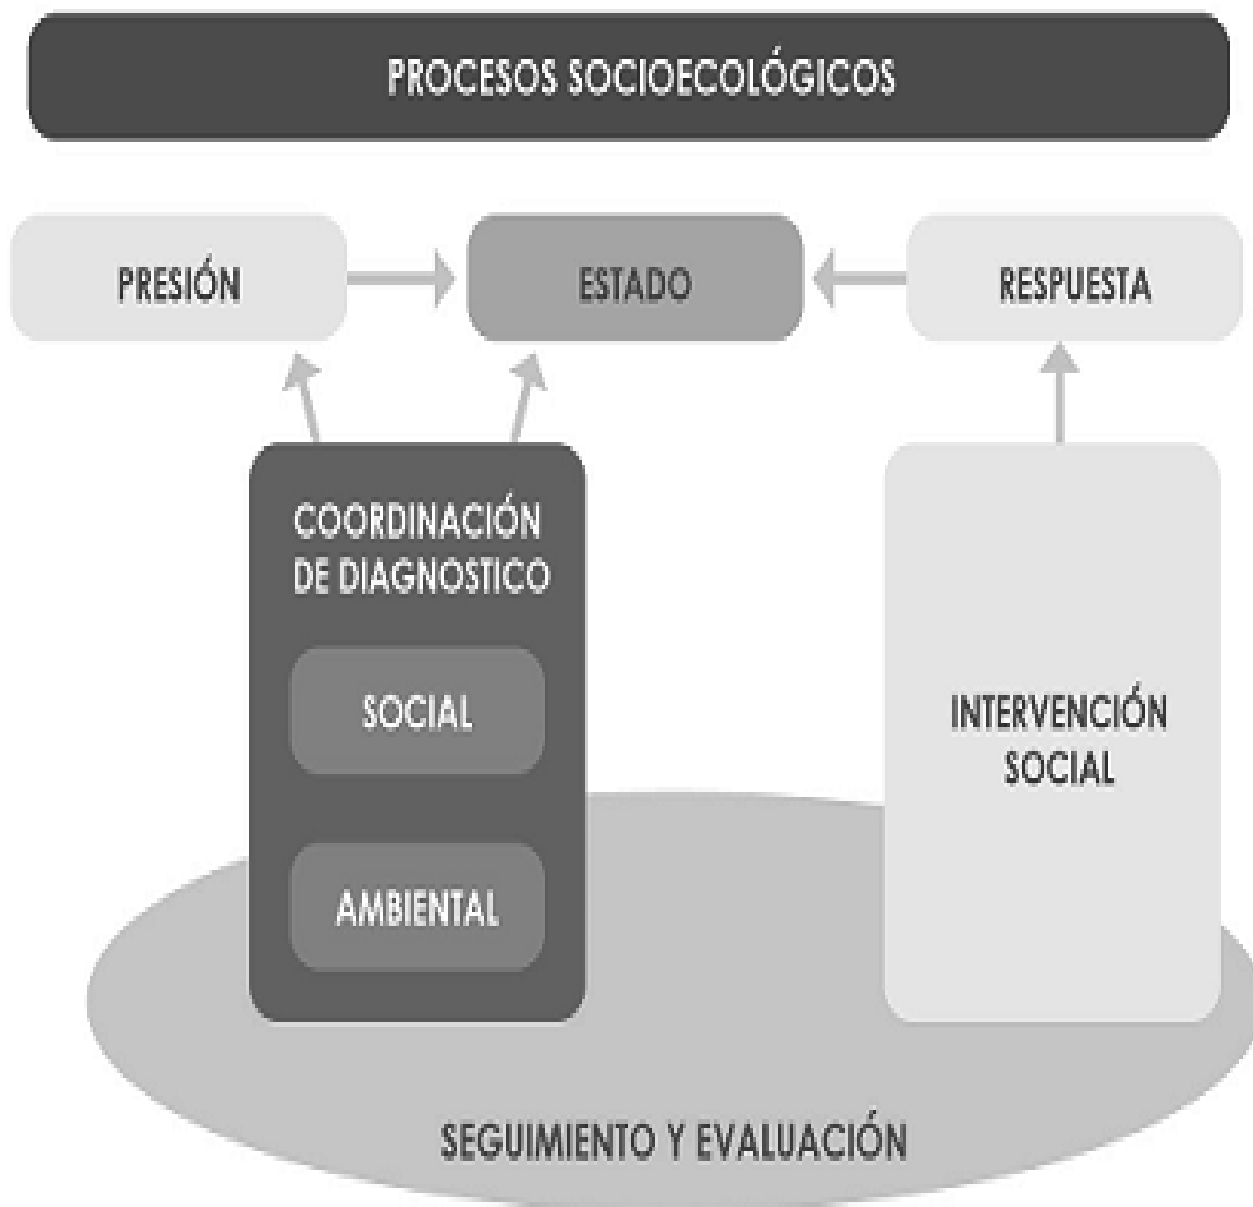 PROCESOS SOCIOECOLÓGICOS
PRESIÓN
ESTADO
RESPUESTA
COORDINACIÓN
DE DIAGNOSTICO
SOCIAL
AMBIENTAL
INTERVENCIÓN
SOCIAL
SEGUIMIENTO Y EVALUACIÓN